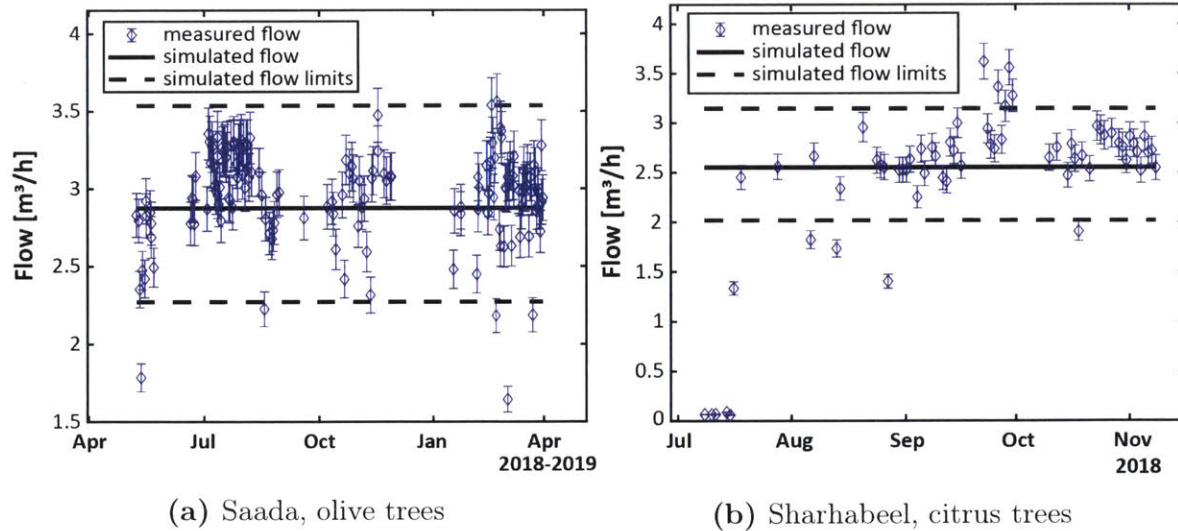 4
3.5
3
2.5
2
1.5
Flow [m³/h]
measured flow
simulated flow
simulated flow limits
Apr Jul Oct Jan Apr
2018-2019
(a) Saada, olive trees
4
3.5
3
2.5
2
1.5
1
0.5
0
Flow [m³/h]
measured flow
simulated flow
simulated flow limits
Jul Aug Sep Oct Nov
2018
(b) Sharhabeel, citrus trees